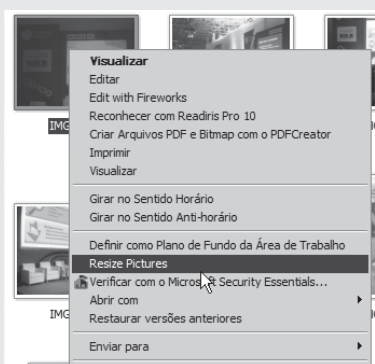 IMG
Visualizar
Editar
Edit with Fireworks
Reconhecer com Readiris Pro 10
Criar Arquivos PDF e Bitmap com o PDFCreator
Imprimir
Visualizar
Girar no Sentido Horário
Girar no Sentido Anti-horário
Definir como Plano de Fundo da Área de Trabalho
Resize Pictures
Verificar com o Microsoft Security Essentials...
Abrir com
IMG
Restaurar versões anteriores
Enviar para